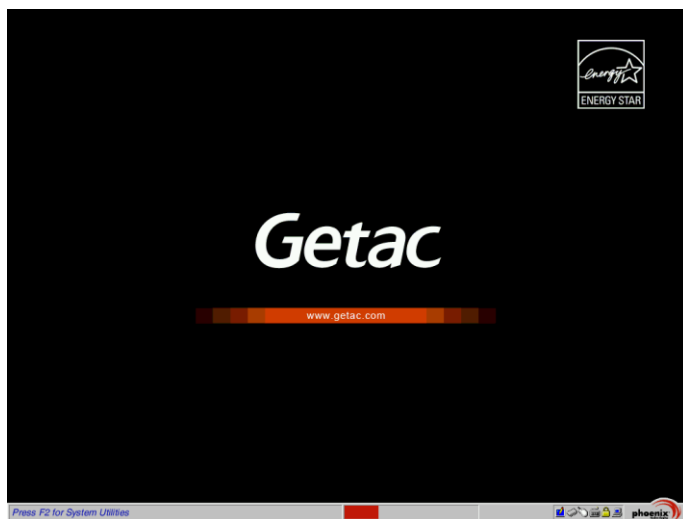 energy
ENERGY STAR
Getac
www.getac.com
Press F2 for System Utilities
phoenix